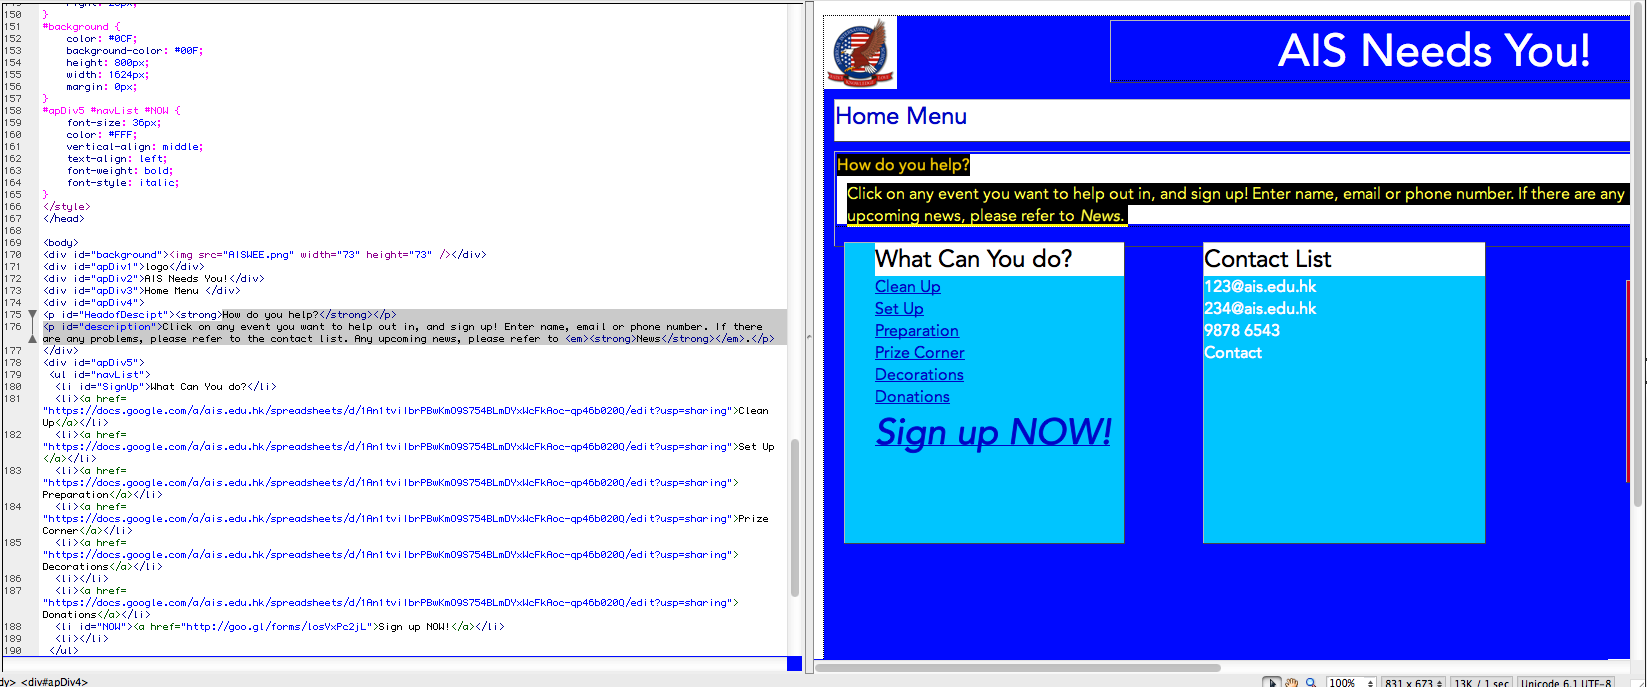 150 }
151 #background {
152 color: #0CF;
153 background-color: #00F;
154 height: 800px;
155 width: 1624px;
156 margin: 0px;
157 }
158 #apDiv5 #navList #NOW {
159 font-size: 36px;
160 color: #FFF;
161 vertical-align: middle;
162 text-align: left;
163 font-weight: bold;
164 font-style: italic;
165 }
166 </style>
167 </head>
168
169 <body>
170 <div id="background"><img src="AISWEE.png" width="73" height="73" /></div>
171 <div id="apDiv1">logo</div>
172 <div id="apDiv2">AIS Needs You!</div>
173 <div id="apDiv3">Home Menu </div>
174 <div id="apDiv4">
175 <p id="HeadofDescipt"><strong>How do you help?</strong></p>
176 <p id="description">Click on any event you want to help out in, and sign up! Enter name, email or phone number. If there
are any problems, please refer to the contact list. Any upcoming news, please refer to <em><strong>News</strong></em>.</p>
177 </div>
178 <div id="apDiv5">
179 <ul id="navList">
180 <li id="SignUp">What Can You do?</li>
181 <li><a href=
"https://docs.google.com/a/ais.edu.hk/spreadsheets/d/1An1tviIbrPBwKmO9S754BLmDYxWcFkAoc-qp46b020Q/edit?usp=sharing">Clean
Up</a></li>
182 <li><a href=
"https://docs.google.com/a/ais.edu.hk/spreadsheets/d/1An1tviIbrPBwKmO9S754BLmDYxWcFkAoc-qp46b020Q/edit?usp=sharing">Set Up
</a></li>
183 <li><a href=
"https://docs.google.com/a/ais.edu.hk/spreadsheets/d/1An1tviIbrPBwKmO9S754BLmDYxWcFkAoc-qp46b020Q/edit?usp=sharing">
Preparation</a></li>
184 <li><a href=
"https://docs.google.com/a/ais.edu.hk/spreadsheets/d/1An1tviIbrPBwKmO9S754BLmDYxWcFkAoc-qp46b020Q/edit?usp=sharing">Prize
Corner</a></li>
185 <li><a href=
"https://docs.google.com/a/ais.edu.hk/spreadsheets/d/1An1tviIbrPBwKmO9S754BLmDYxWcFkAoc-qp46b020Q/edit?usp=sharing">
Decorations</a></li>
186 <li></li>
187 <li><a href=
"https://docs.google.com/a/ais.edu.hk/spreadsheets/d/1An1tviIbrPBwKmO9S754BLmDYxWcFkAoc-qp46b020Q/edit?usp=sharing">
Donations</a></li>
188 <li id="NOW"><a href="http://goo.gl/forms/losVxPc2jL">Sign up NOW!</a></li>
189 <li></li>
190 </ul>
dy> <div#apDiv4>
AIS Needs You!
Home Menu
How do you help?
Click on any event you want to help out in, and sign up! Enter name, email or phone number. If there are any
upcoming news, please refer to News.
What Can You do?
Clean Up
Set Up
Preparation
Prize Corner
Decorations
Donations
Sign up NOW!
Contact List
123@ais.edu.hk
234@ais.edu.hk
9878 6543
Contact
100% 831 x 673 13K / 1 sec Unicode 6.1 UTF-8